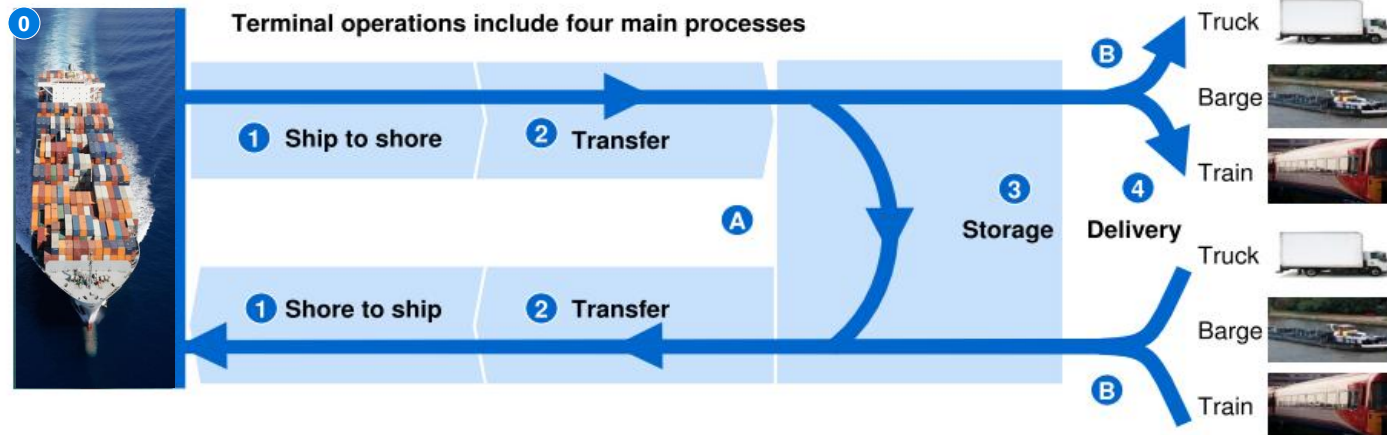 0
Terminal operations include four main processes
B
Truck
Barge
Train
1 Ship to shore
2 Transfer
A
3
Storage
4
Delivery
1 Shore to ship
2 Transfer
B
Truck
Barge
Train